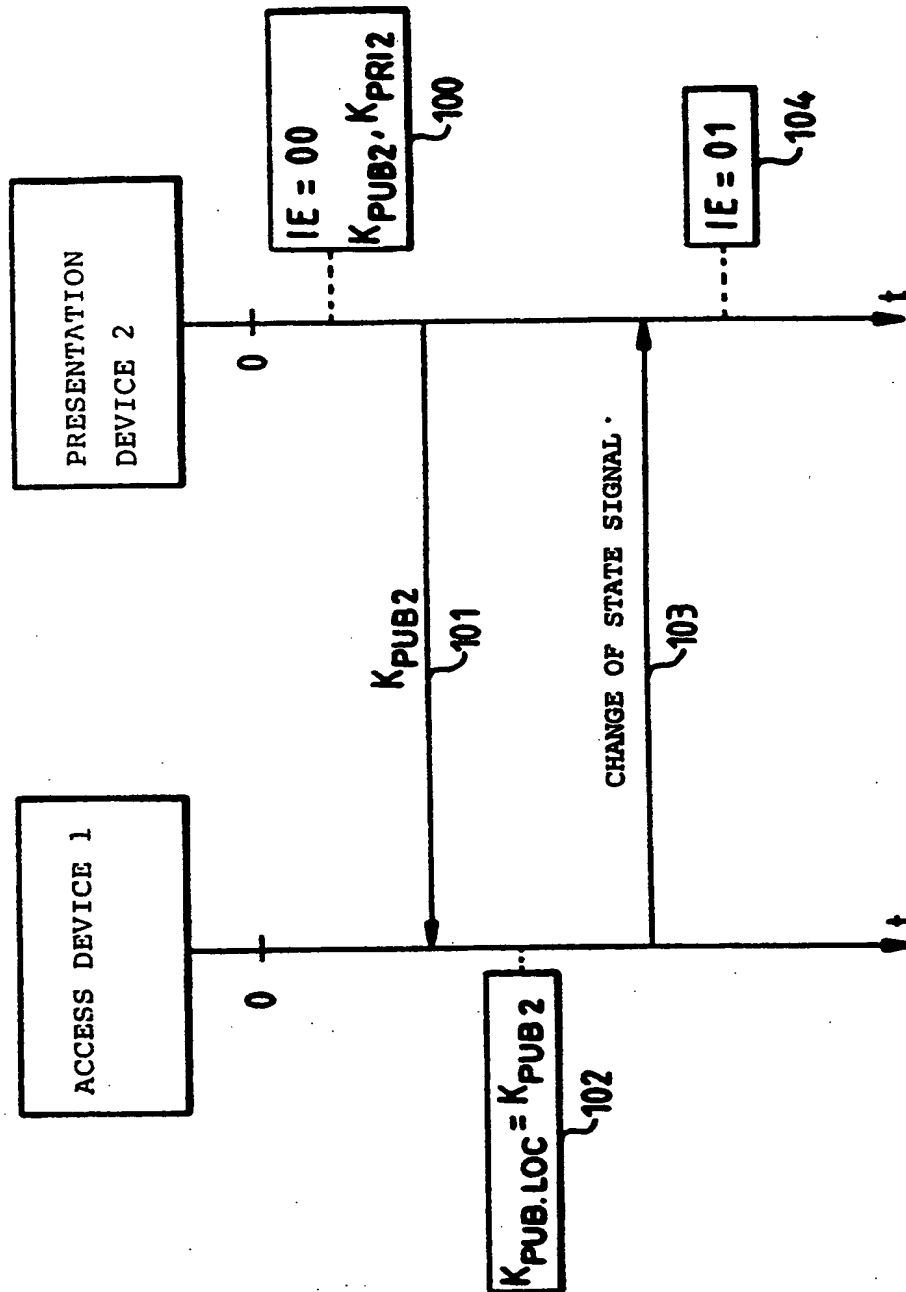 ACCESS DEVICE 1
PRESENTATION
DEVICE 2
0
0
IE = 00
KPUB2, KPRI2
100
KPUB2
101
KPUB.LOC = KPUB2
102
CHANGE OF STATE SIGNAL
103
IE = 01
104
t
t